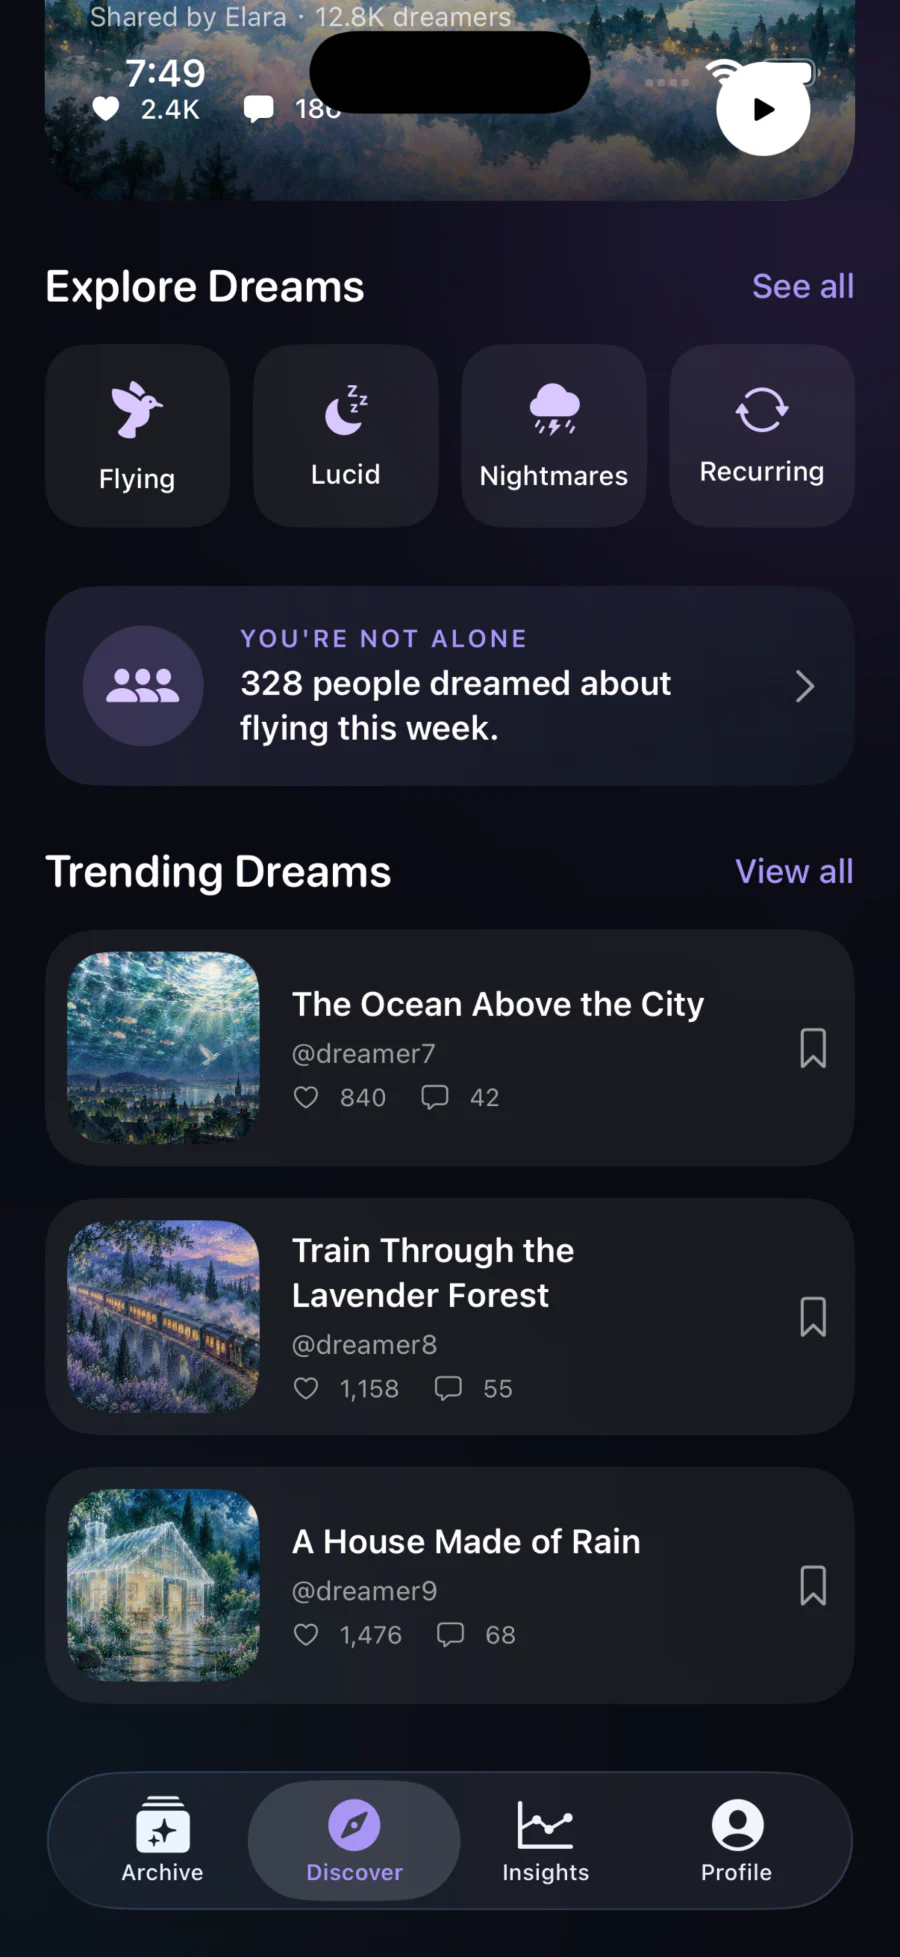 Shared by Elara · 12.8K dreamers
7:49
2.4K
Explore Dreams
See all
Flying
Lucid
Nightmares
Recurring
YOU'RE NOT ALONE
328 people dreamed about
flying this week.
Trending Dreams
View all
The Ocean Above the City
@dreamer7
840 42
Train Through the
Lavender Forest
@dreamer8
1,158 55
A House Made of Rain
@dreamer9
1,476 68
Archive
Discover
Insights
Profile